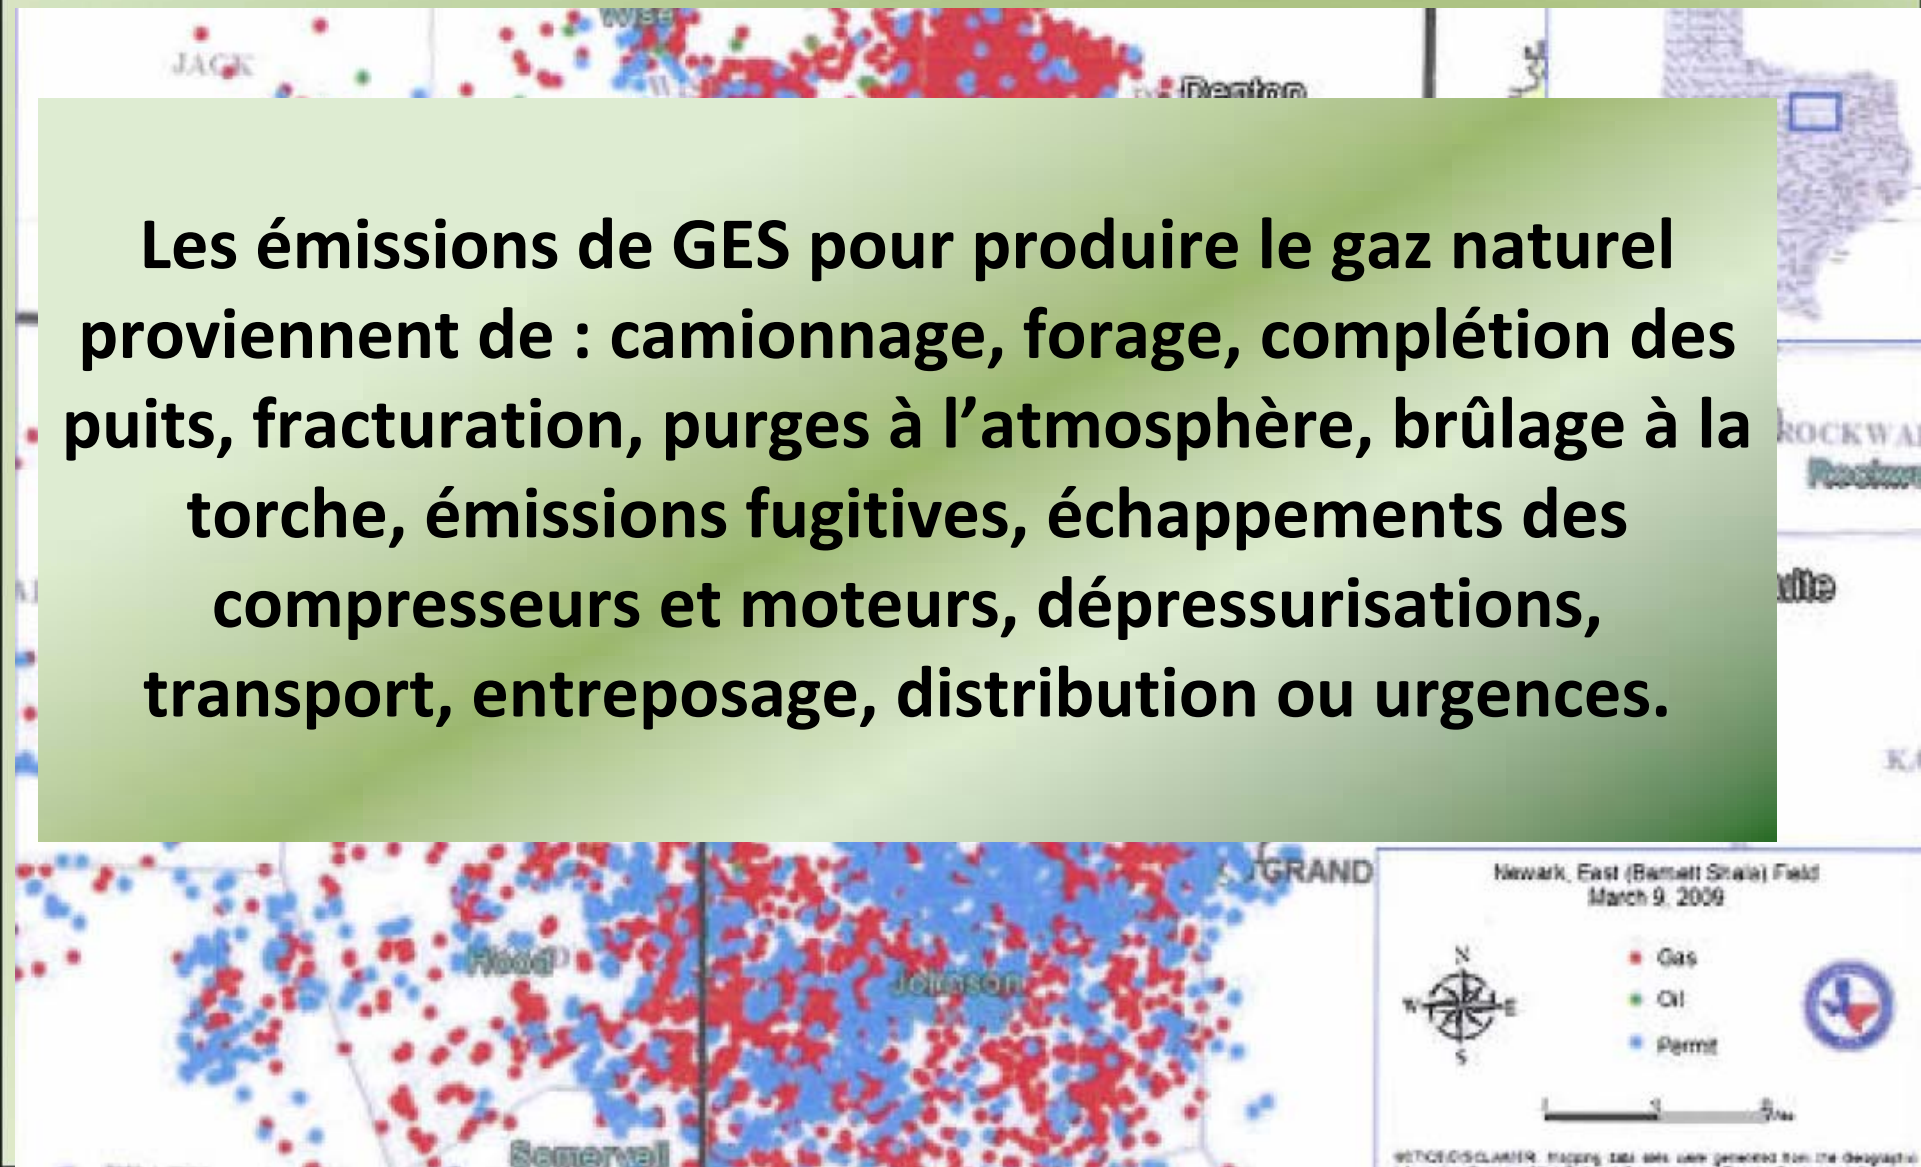 Wise
JACK
Denton
Les émissions de GES pour produire le gaz naturel
proviennent de : camionnage, forage, complétion des
puits, fracturation, purges à l’atmosphère, brûlage à la
torche, émissions fugitives, échappements des
compresseurs et moteurs, dépressurisations,
transport, entreposage, distribution ou urgences.
GRAND
Newark, East (Barnett Shale) Field
March 9, 2009
N
W
E
S
Gas
Oil
Permit
Hood
Johnson
Somervell